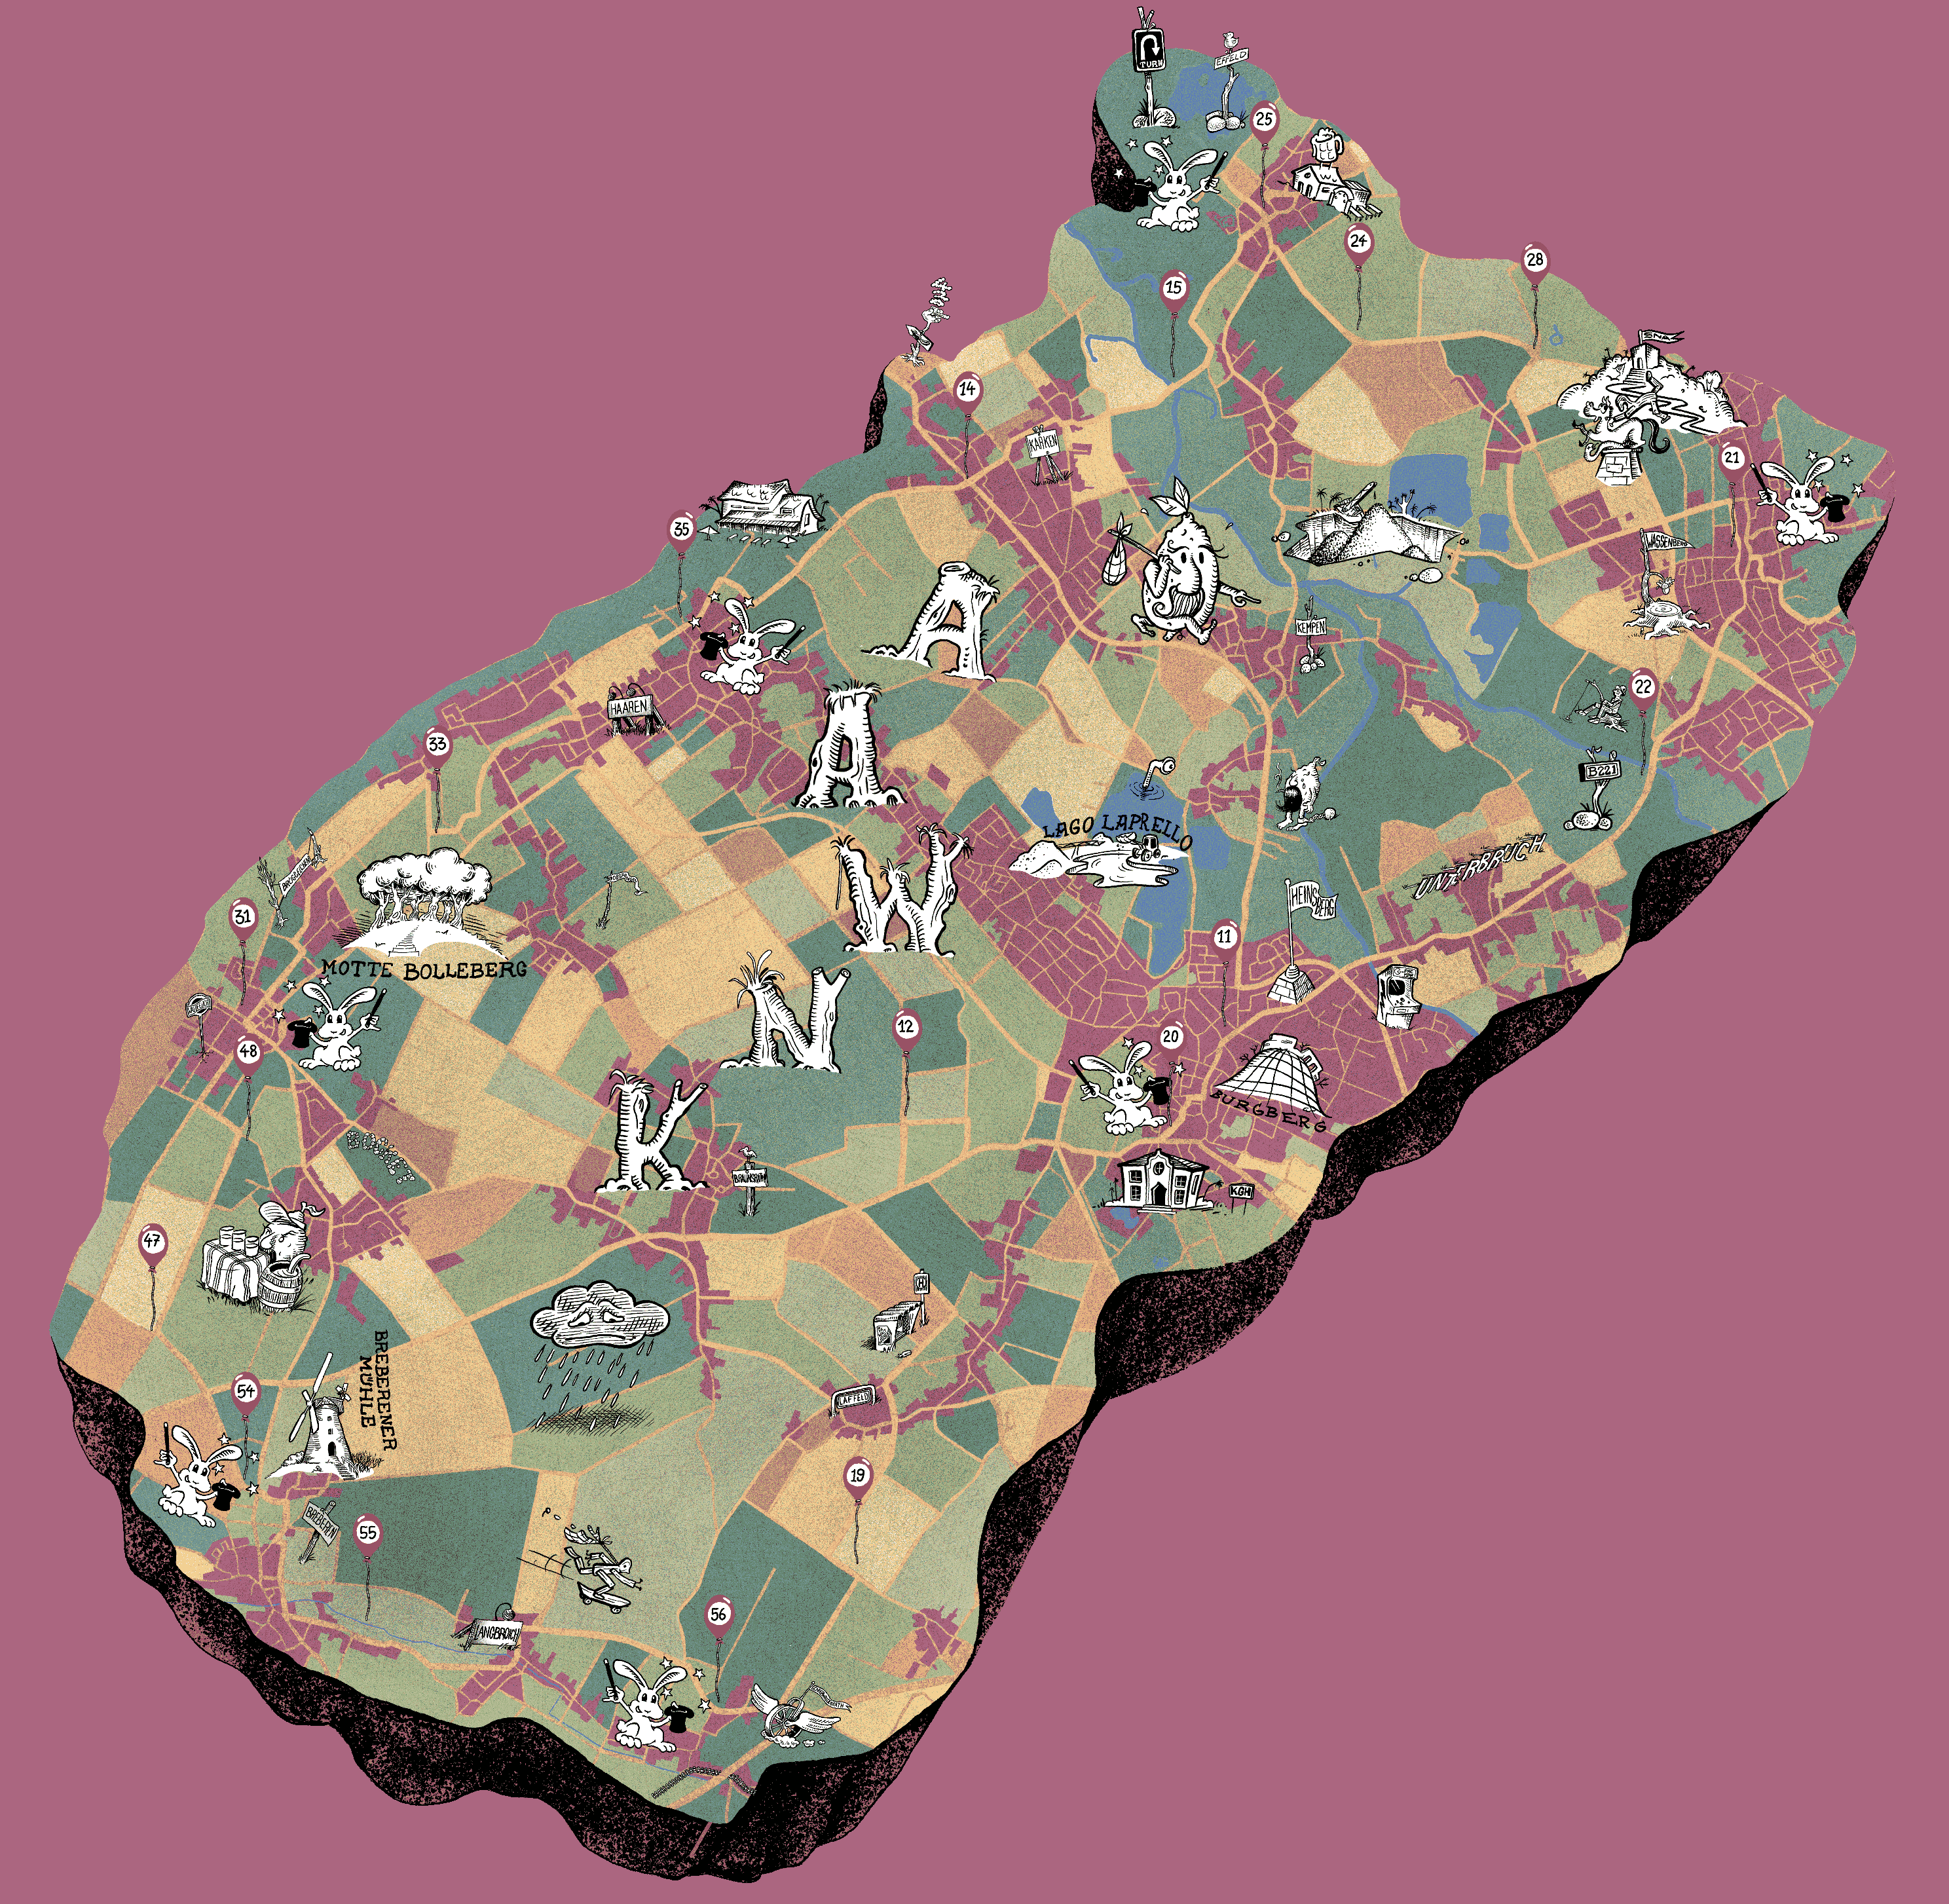 TURN
EFFELD
25
24
28
15
14
KARKEN
21
WASSENBERG
35
KEMPEN
22
B221
HAAREN
33
A
A
W
N
K
LAGO LAPRELLO
UNTERBRUCH
HEINSBERG
31
MOTTE BOLLEBERG
11
12
20
48
BURGBERG
KGH
BRAUNSRATH
47
BREBERENER
MÜHLE
LAFFELD
54
19
BREBEREN
55
LANGBROICH
56